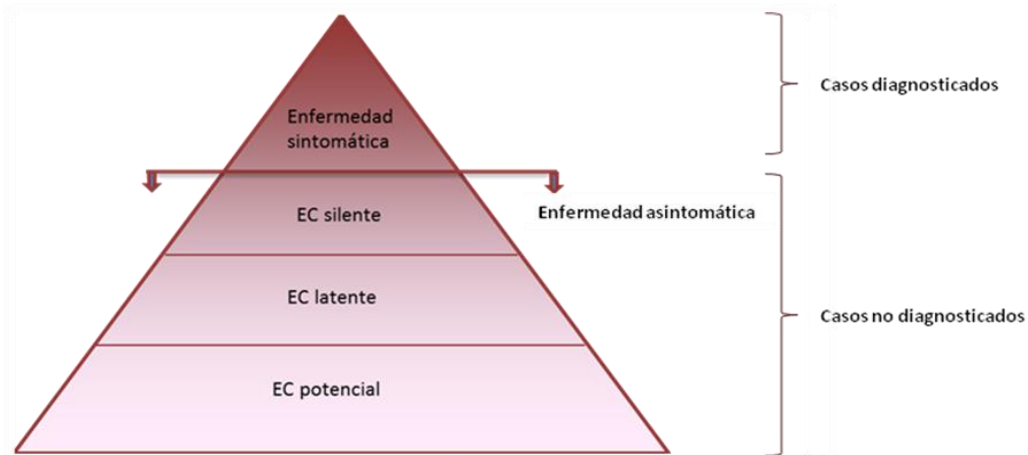 Casos diagnosticados
Enfermedad
sintomática
EC silente
Enfermedad asintomática
EC latente
Casos no diagnosticados
EC potencial